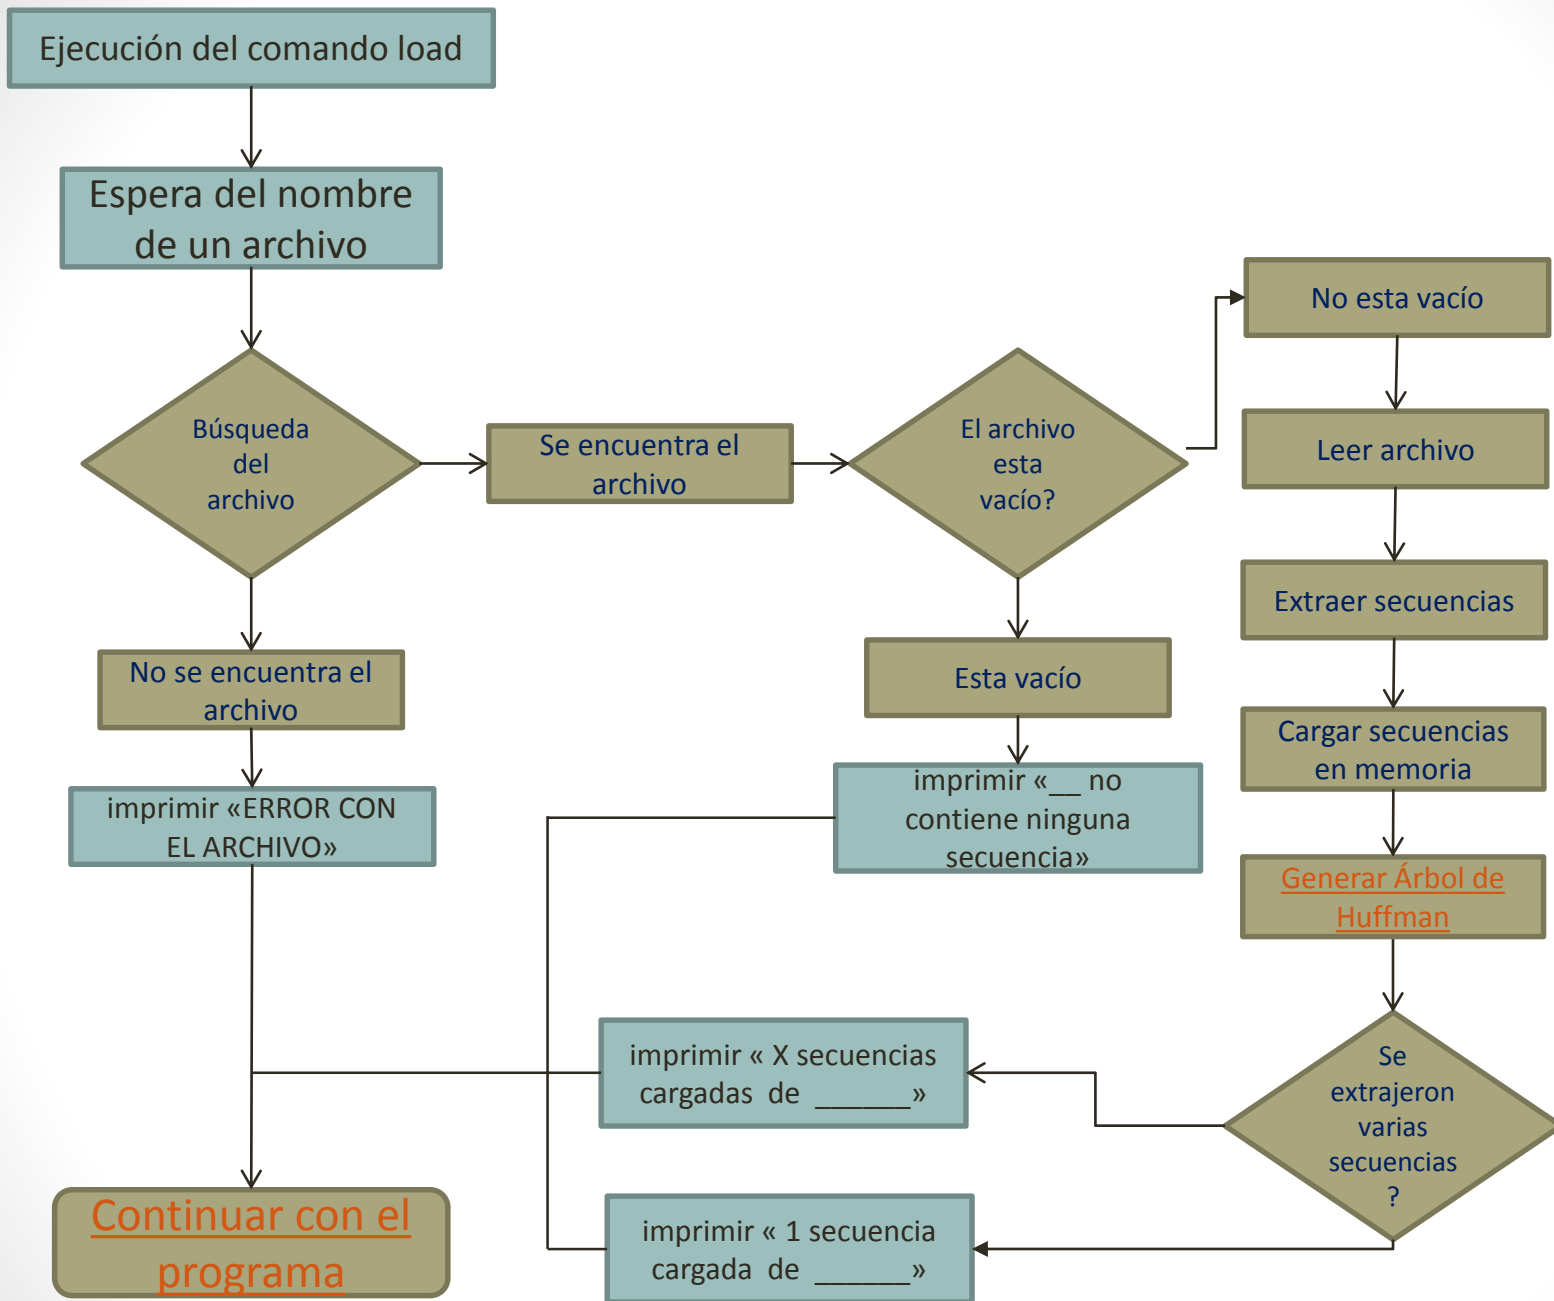 Ejecución del comando load
Espera del nombre
de un archivo
Búsqueda
del
archivo
Se encuentra el
archivo
El archivo
esta
vacío?
No esta vacío
Leer archivo
Extraer secuencias
Cargar secuencias
en memoria
Generar Árbol de
Huffman
Se
extrajeron
varias
secuencias
?
No se encuentra el
archivo
imprimir «ERROR CON
EL ARCHIVO»
Esta vacío
imprimir «__ no
contiene ninguna
secuencia»
imprimir « X secuencias
cargadas de ______»
imprimir « 1 secuencia
cargada de ______»
Continuar con el
programa